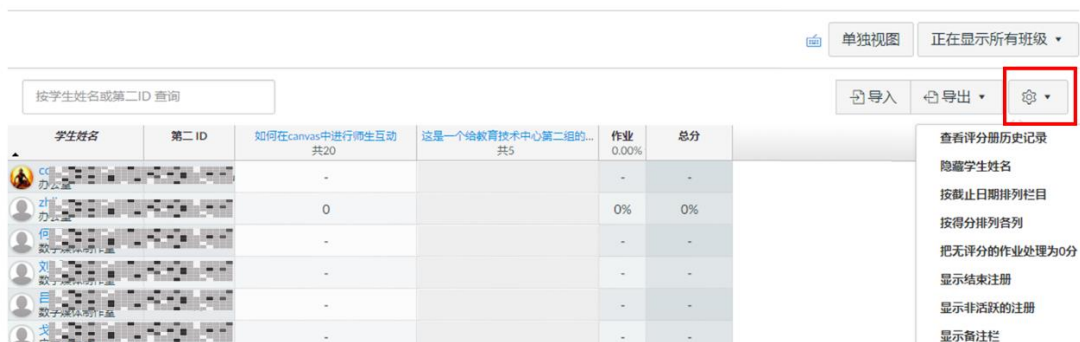 单独视图 正在显示所有班级
按学生姓名或第二ID 查询 导入 导出
学生姓名 第二 ID 如何在canvas中进行师生互动 这是一个给教育技术中心第二组的... 作业 总分
共20 共5 0.00%
查看评分册历史记录
隐藏学生姓名
按截止日期排列栏目
按得分排列各列
把无评分的作业处理为0分
显示结束注册
显示非活跃的注册
显示备注栏
- - -
办公室
0 0% 0%
办公室
- - -
- - -
- - -
- - -